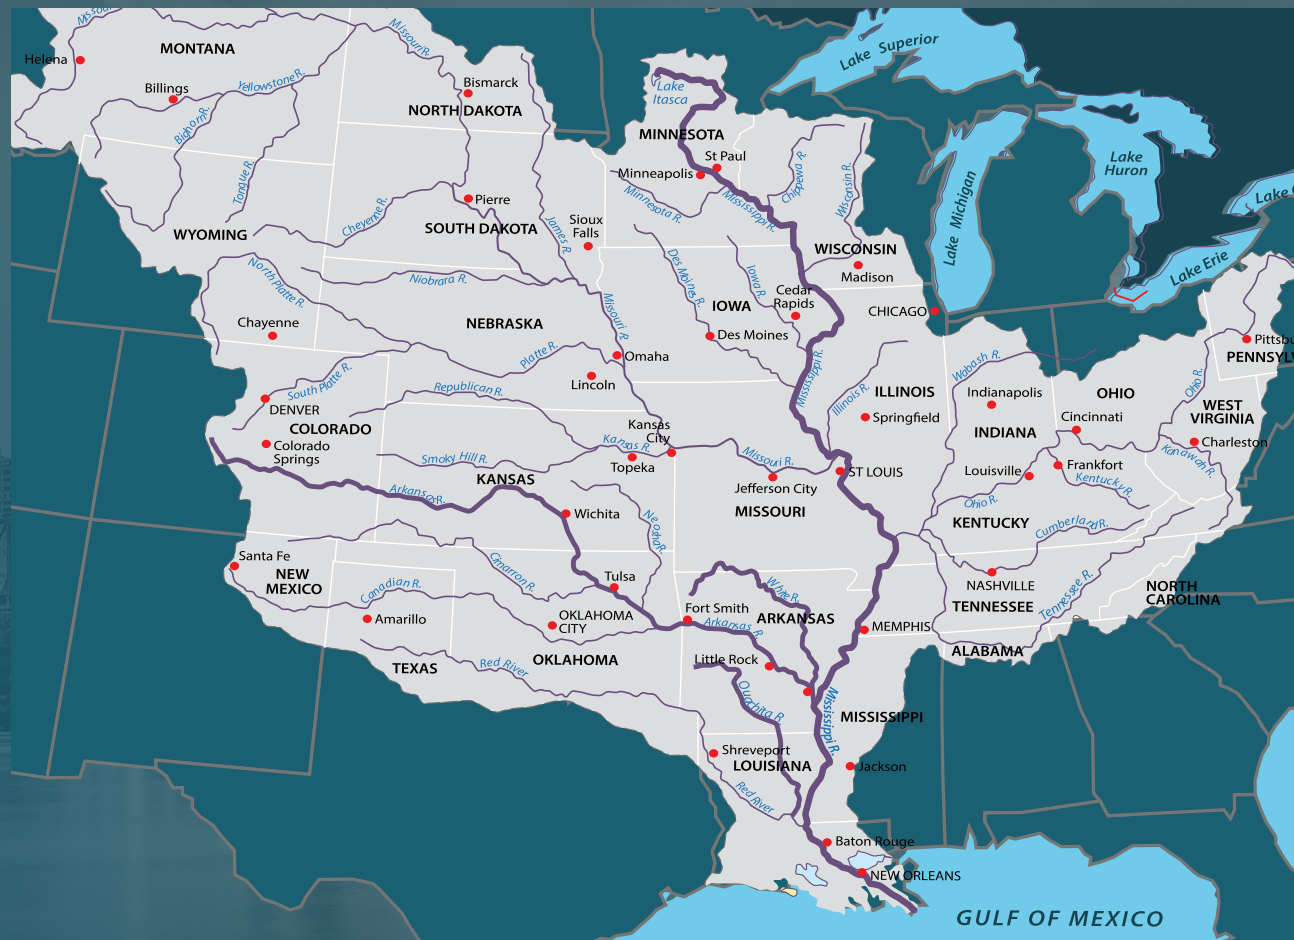 Missouri R.
MONTANA
Helena
Billings
Yellowstone R.
Bighorn R.
Tongue R.
Missouri R.
Bismarck
NORTH DAKOTA
Pierre
Cheyenne R.
SOUTH DAKOTA
James R.
Sioux
Falls
WYOMING
North Platte R.
Niobrara R.
Chayenne
NEBRASKA
Missouri R.
Platte R.
Omaha
Lincoln
South Platte R.
DENVER
COLORADO
Colorado
Springs
Republican R.
Smoky Hill R.
Kansas R.
Kansas
City
Topeka
KANSAS
Arkansa R.
Wichita
Neosha R.
Lake
Itasca
MINNESOTA
St Paul
Minneapolis
Minnesota R.
Mississippi R.
Chippewa R.
Wisconsin R.
WISCONSIN
Madison
Des Moines R.
Iowa R.
IOWA
Cedar
Rapids
Des Moines
Mississippi R.
CHICAGO
Lake Superior
Lake Michigan
Lake
Huron
Lake Erie
ILLINOIS
Illinois R.
Springfield
Wabash R.
Indianapolis
INDIANA
OHIO
Cincinnati
Ohio R.
WEST
VIRGINIA
Charleston
Kanawah R.
Missouri R.
Jefferson City
MISSOURI
ST LOUIS
Louisville
Frankfort
Kentucky R.
Ohio R.
KENTUCKY
Cumberland R.
NASHVILLE
TENNESSEE
Tennessee R.
NORTH
CAROLINA
ALABAMA
Santa Fe
NEW
MEXICO
Canadian R.
Amarillo
Cimarron R.
Tulsa
OKLAHOMA
CITY
OKLAHOMA
TEXAS
Red River
Fort Smith
Arkansas R.
White R.
ARKANSAS
MEMPHIS
Little Rock
Ouachita R.
Mississippi R.
MISSISSIPPI
Shreveport
LOUISIANA
Jackson
Red River
Baton Rouge
NEW ORLEANS
GULF OF MEXICO